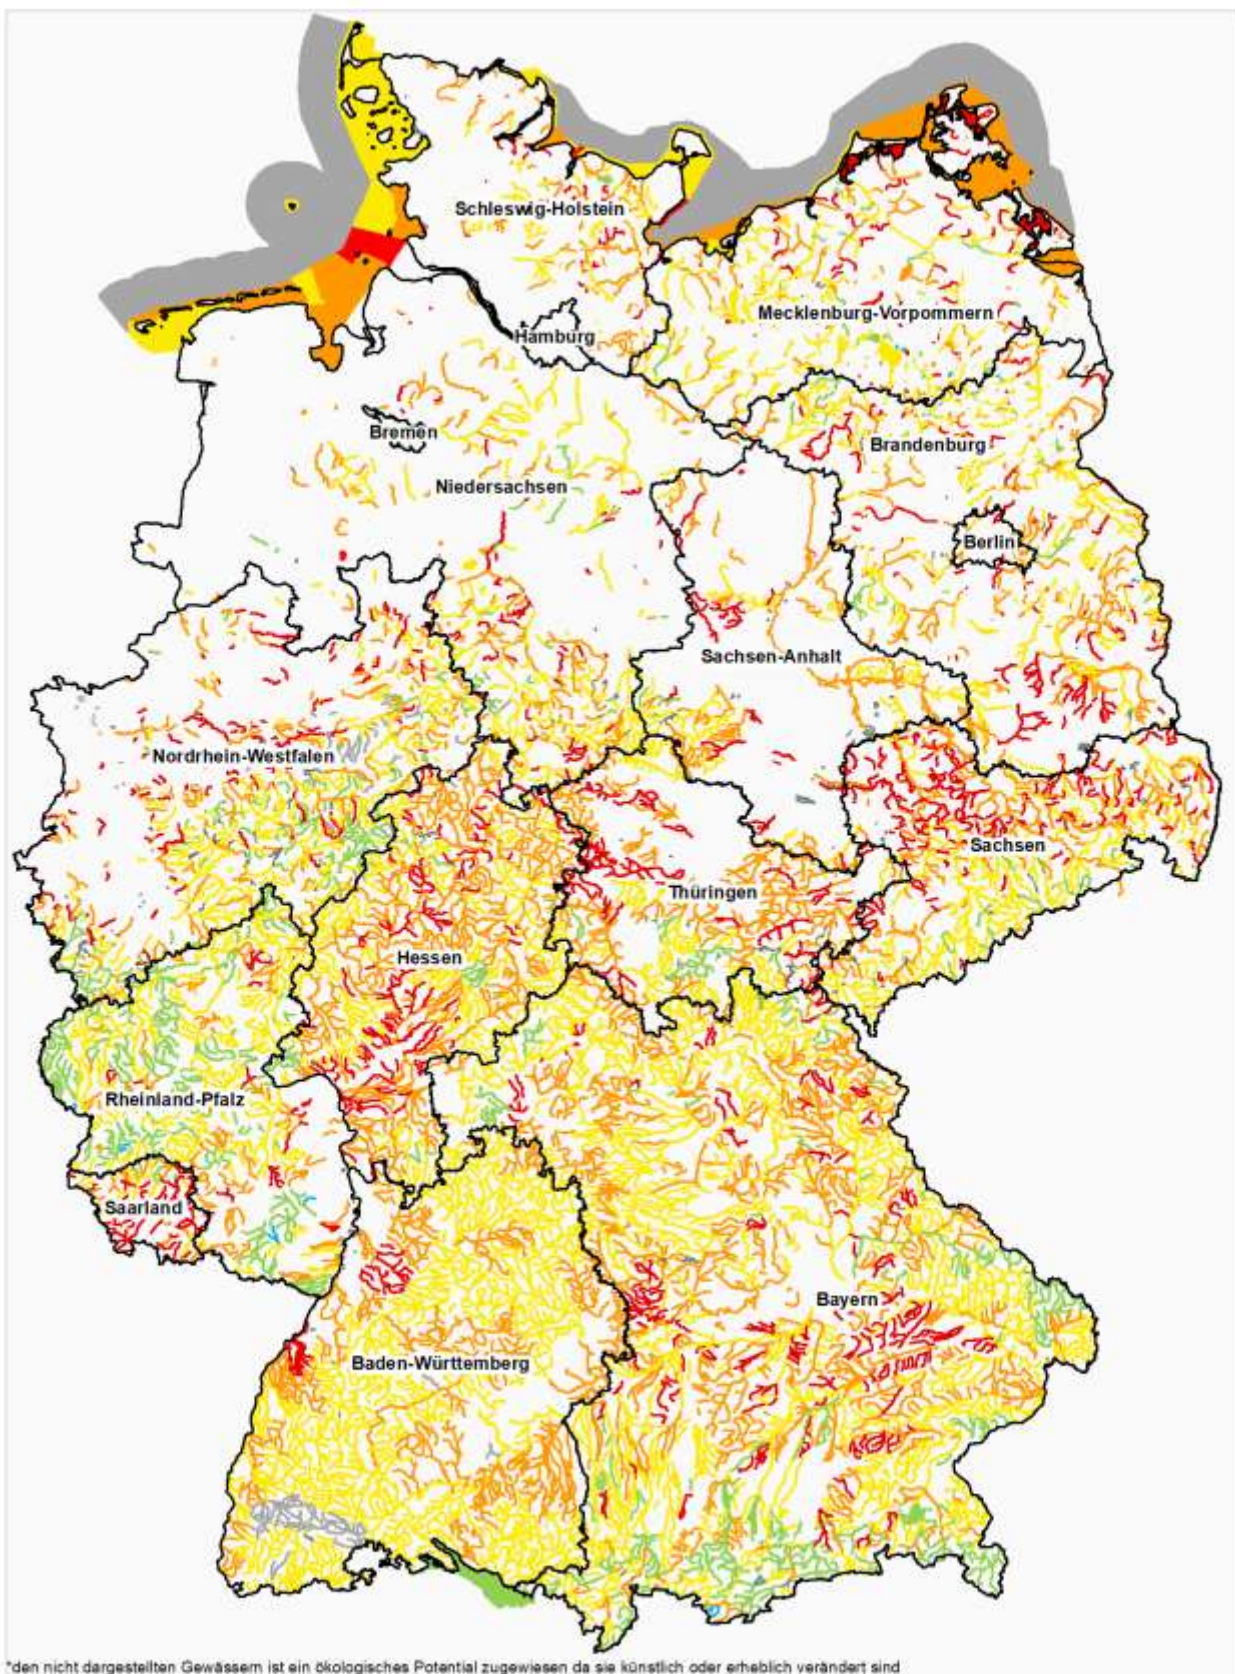 Schleswig-Holstein
Mecklenburg-Vorpommern
Hamburg
Bremen
Brandenburg
Niedersachsen
Berlin
Sachsen-Anhalt
Nordrhein-Westfalen
Sachsen
Thüringen
Hessen
Rheinland-Pfalz
Saarland
Bayern
Baden-Württemberg
*den nicht dargestellten Gewässern ist ein ökologisches Potential zugewiesen da sie künstlich oder erheblich verändert sind